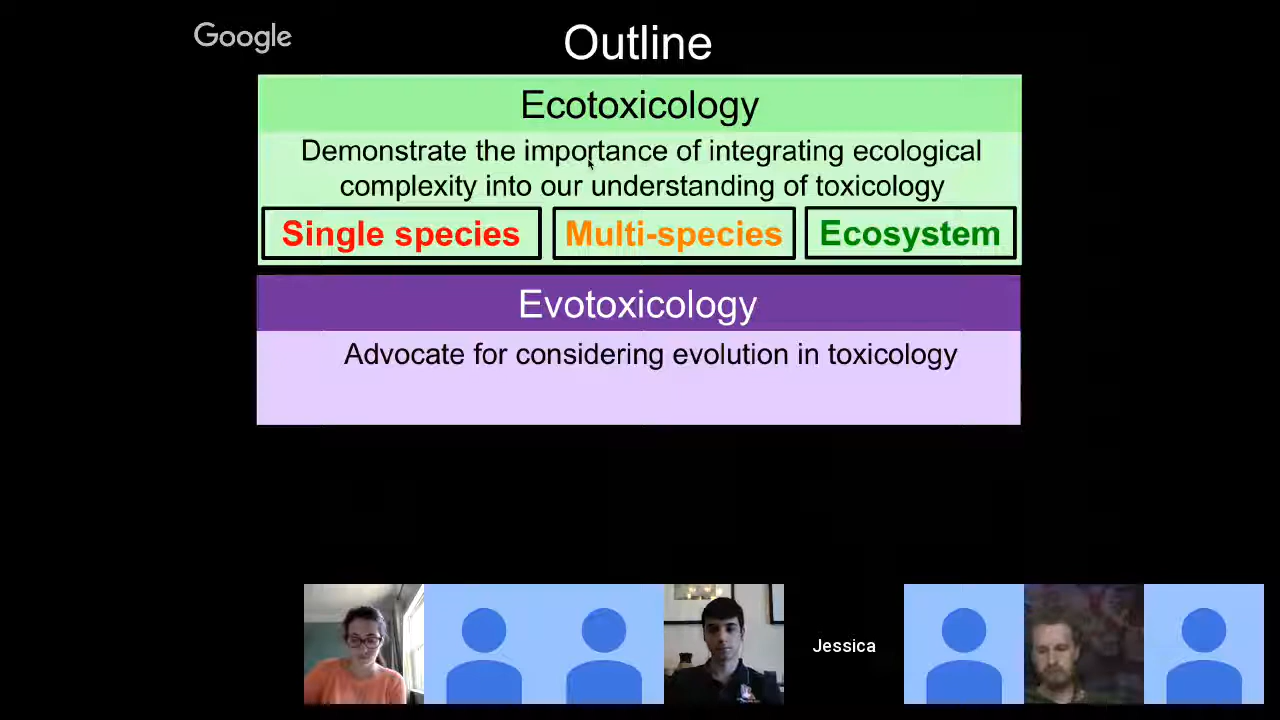 Google
Outline
Ecotoxicology
Demonstrate the importance of integrating ecological
complexity into our understanding of toxicology
Single species Multi-species Ecosystem
Evotoxicology
Advocate for considering evolution in toxicology
Jessica